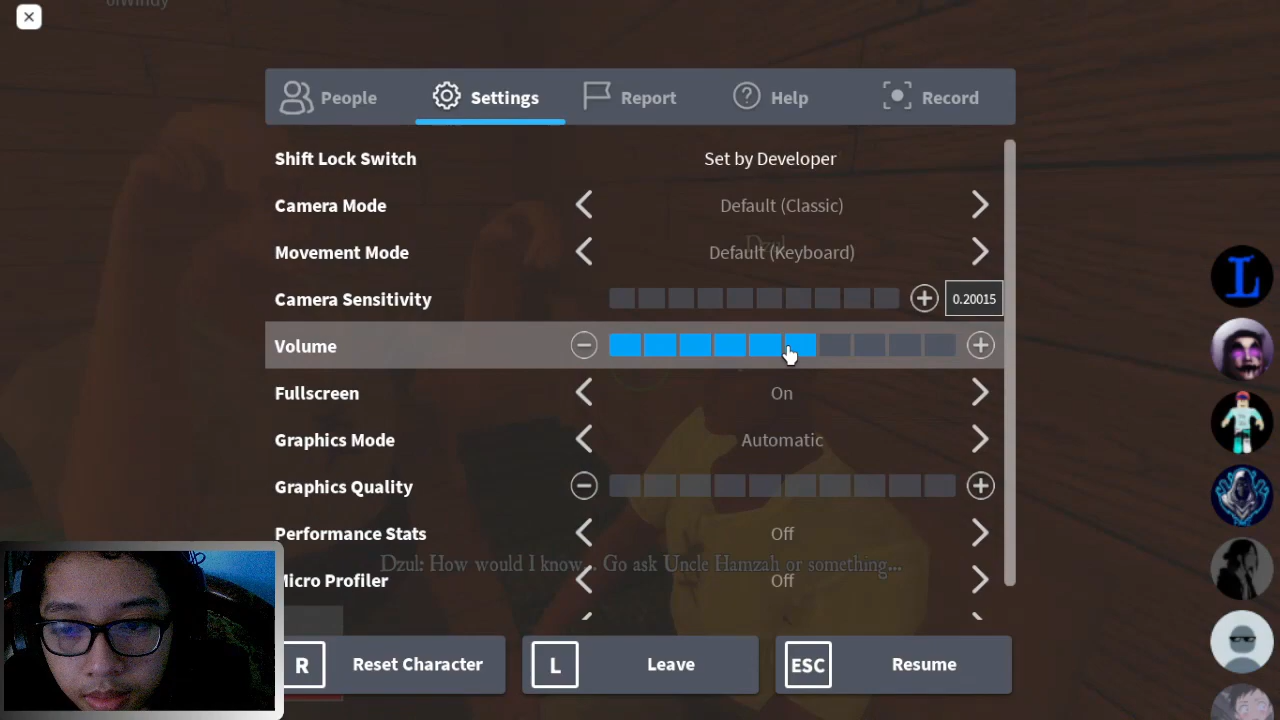 olwindy
People
Settings
Report
Help
Record
Shift Lock Switch
Set by Developer
Camera Mode
Default (Classic)
Dzul
Movement Mode
Default (Keyboard)
Camera Sensitivity
0.20015
Volume
Fullscreen
On
Graphics Mode
Automatic
Graphics Quality
Performance Stats
Off
Dzul: How would I know... Go ask Uncle Hamzah or something...
Micro Profiler
Off
R
Reset Character
L
Leave
ESC
Resume
L